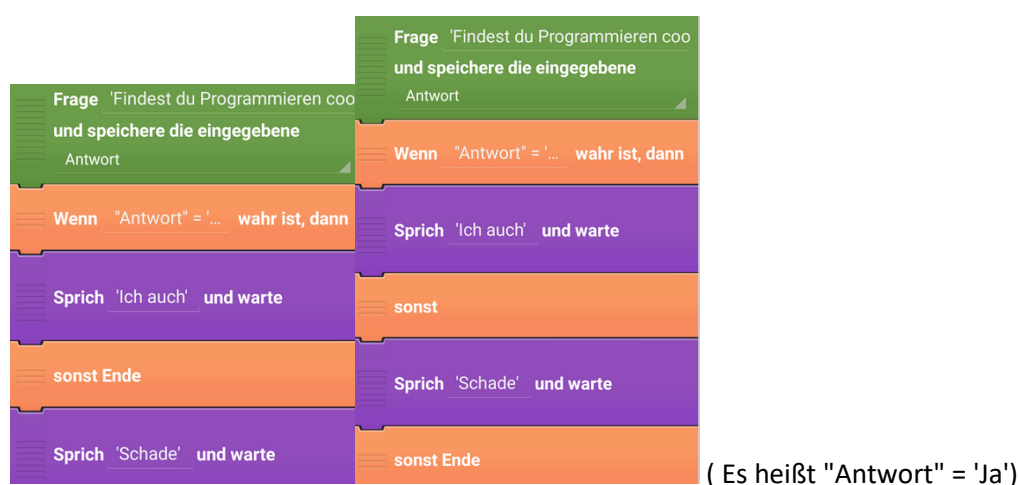 Frage 'Findest du Programmieren coo
und speichere die eingegebene
Antwort
Wenn "Antwort" = '... wahr ist, dann
Sprich 'Ich auch' und warte
sonst Ende
Sprich 'Schade' und warte
Frage 'Findest du Programmieren coo
und speichere die eingegebene
Antwort
Wenn "Antwort" = '... wahr ist, dann
Sprich 'Ich auch' und warte
sonst
Sprich 'Schade' und warte
sonst Ende
( Es heißt "Antwort" = 'Ja')